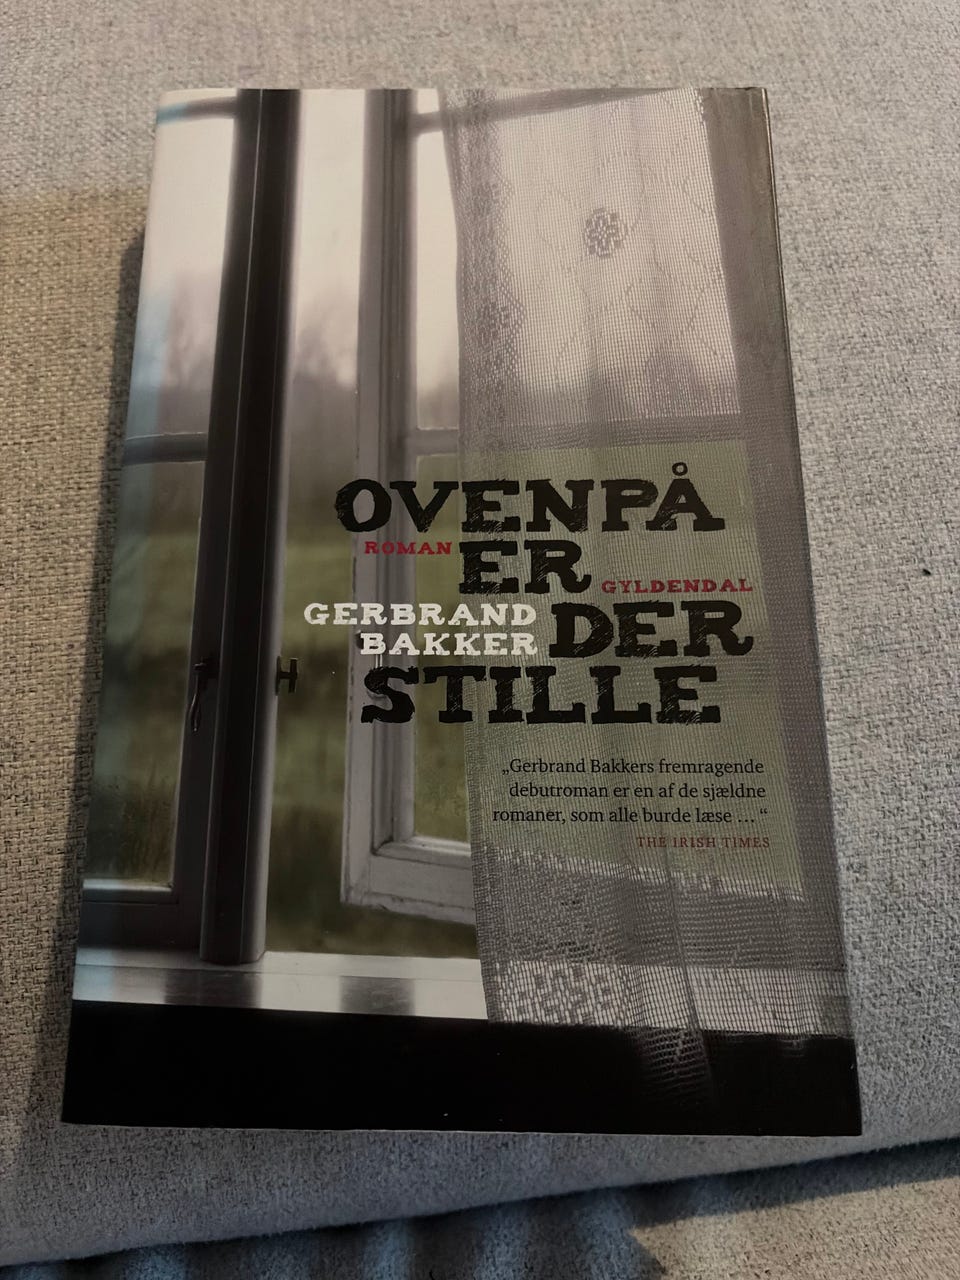 OVENPÅ
ROMAN
ER
GYLDENDAL
GERBRAND
BAKKER
DER
STILLE
„Gerbrand Bakkers fremragende
debutroman er en af de sjældne
romaner, som alle burde læse ... “
THE IRISH TIMES